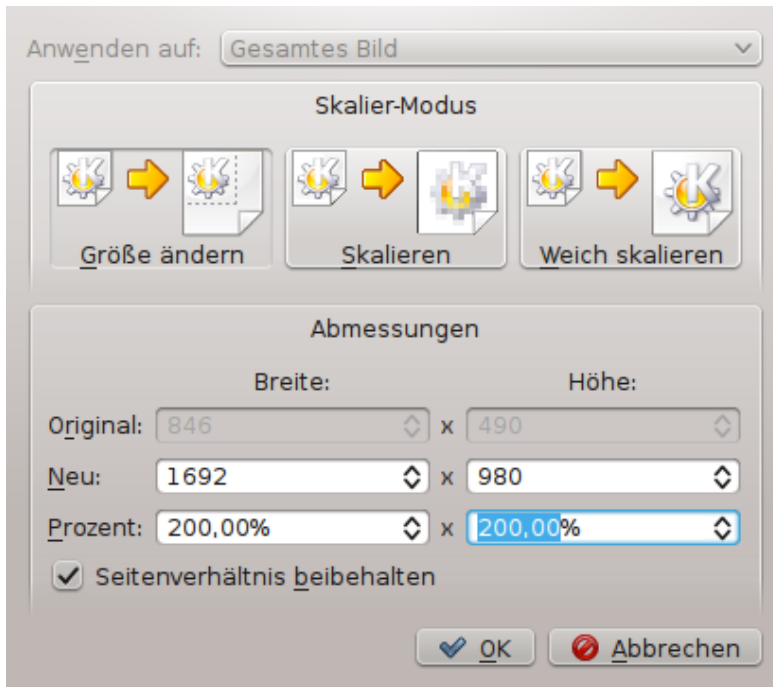 Anwenden auf: Gesamtes Bild
Skalier-Modus
Größe ändern Skalieren Weich skalieren
Abmessungen
Breite: Höhe:
Original: 846 x 490
Neu: 1692 x 980
Prozent: 200,00% x 200,00%
Seitenverhältnis beibehalten
OK Abbrechen